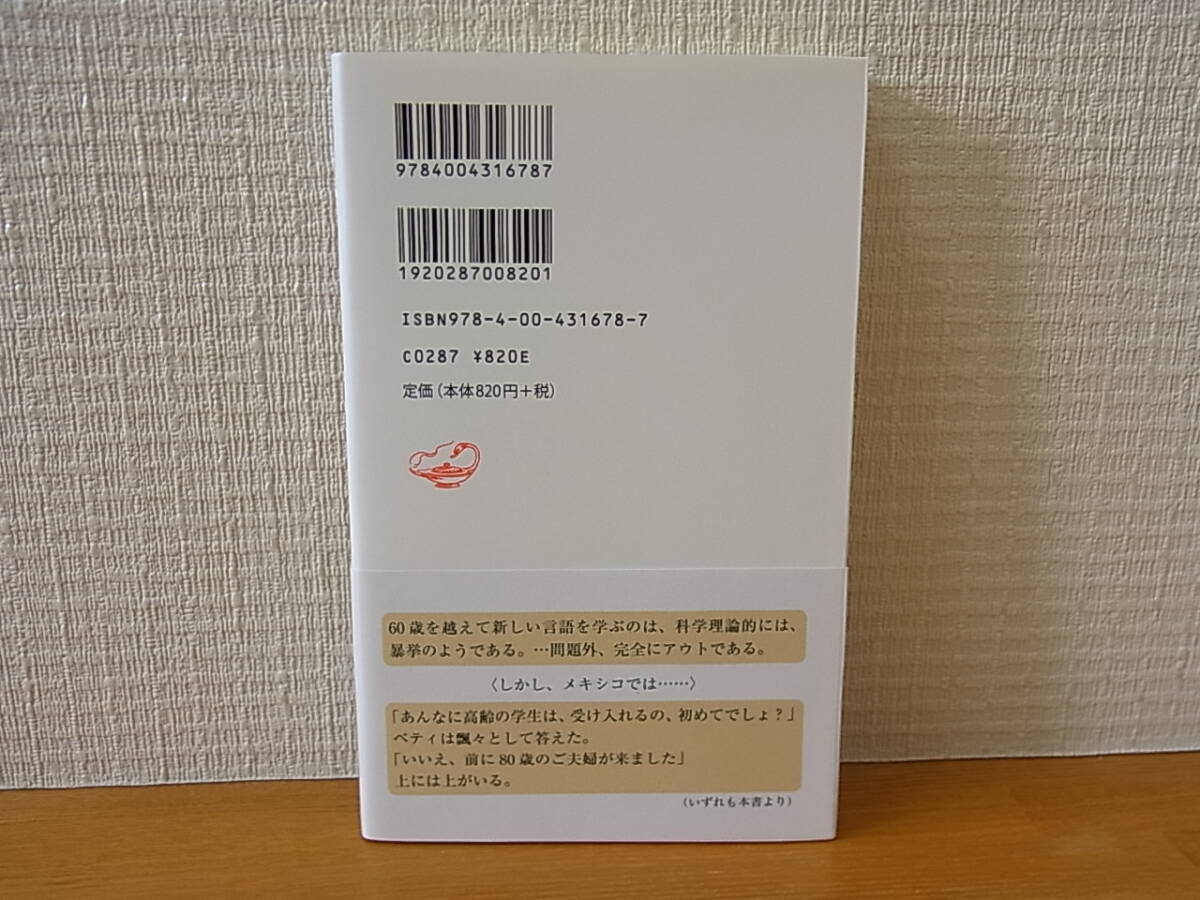 9784004316787
1920287008201
ISBN978-4-00-431678-7
C0287 ¥820E
定価(本体820円+税)
60歳を越えて新しい言語を学ぶのは、科学理論的には、
暴挙のようである。…問題外、完全にアウトである。
〈しかし、メキシコでは……〉
「あんなに高齢の学生は、受け入れるの、初めてでしょ？」
ベティは飄々として答えた。
「いいえ、前に80歳のご夫婦が来ました」
上には上がいる。
(いずれも本書より)